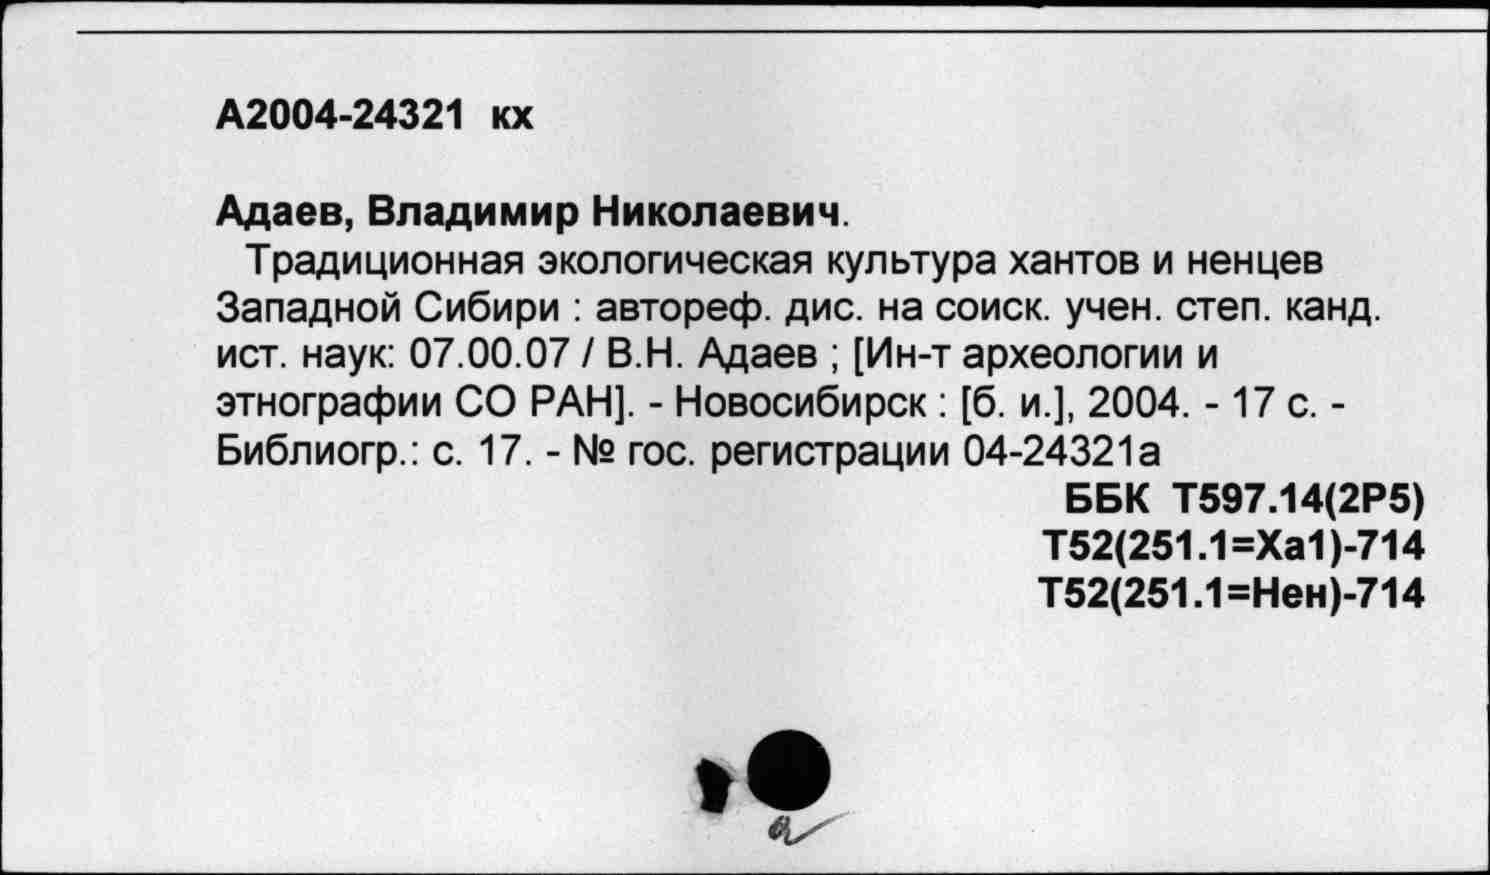 А2004-24321 кх
Адаев, Владимир Николаевич.
Традиционная экологическая культура хантов и ненцев
Западной Сибири : автореф. дис. на соиск. учен. степ. канд.
ист. наук: 07.00.07 / В.Н. Адаев ; [Ин-т археологии и
этнографии СО РАН]. - Новосибирск : [б. и.], 2004. - 17 с. -
Библиогр.: с. 17. - № гос. регистрации 04-24321а
ББК Т597.14(2Р5)
Т52(251.1=Ха1)-714
Т52(251.1=Нен)-714